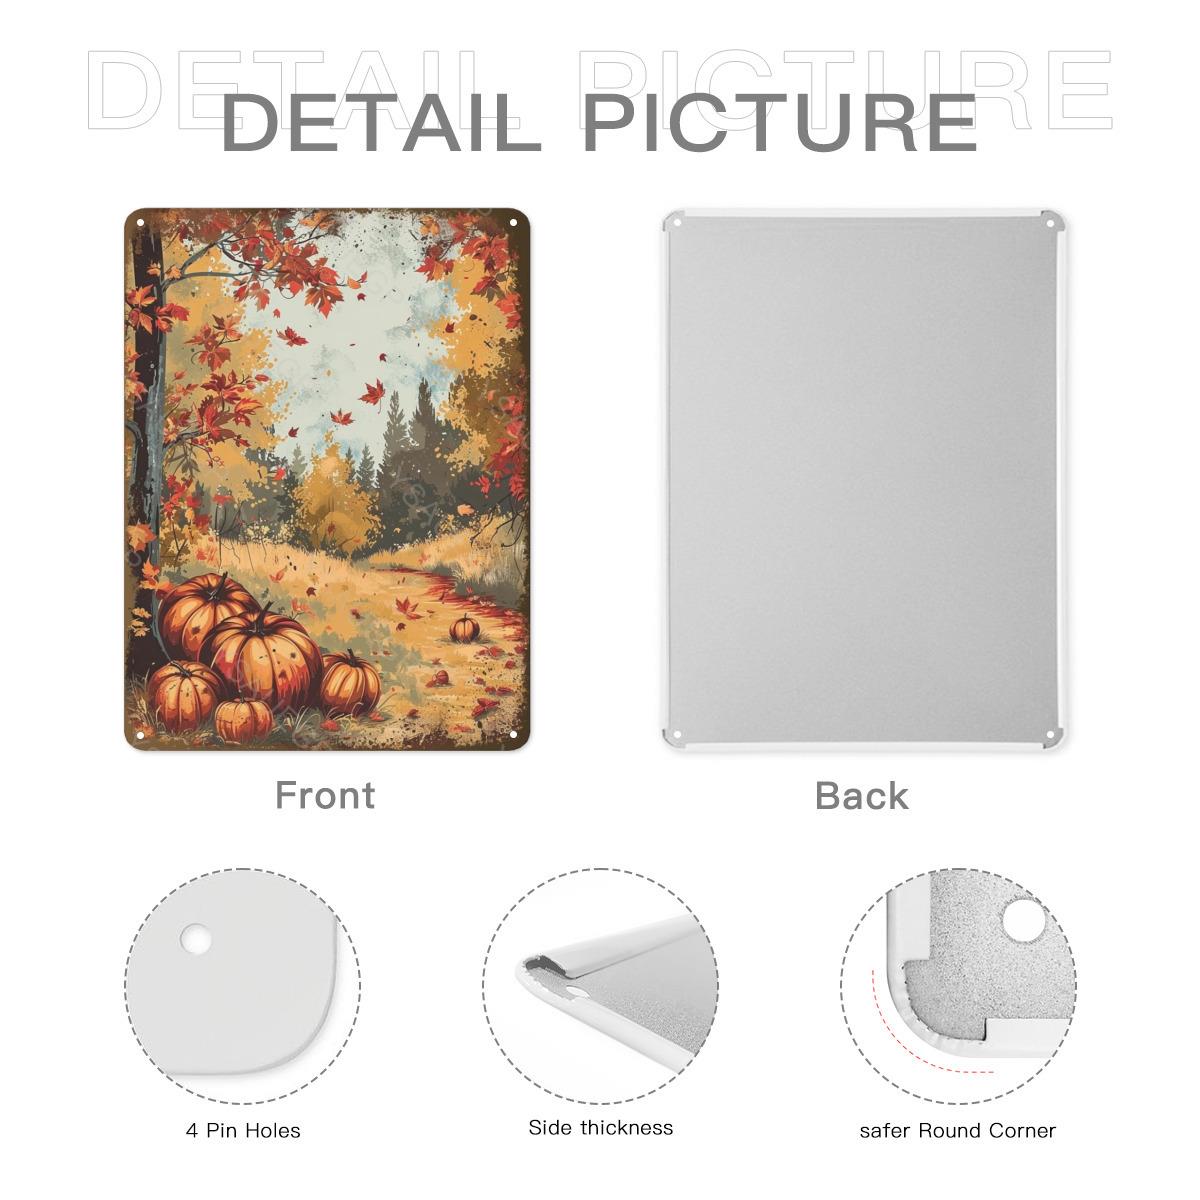 DETAIL PICTURE
DETAIL PICTURE
Front
Back
4 Pin Holes
Side thickness
safer Round Corner